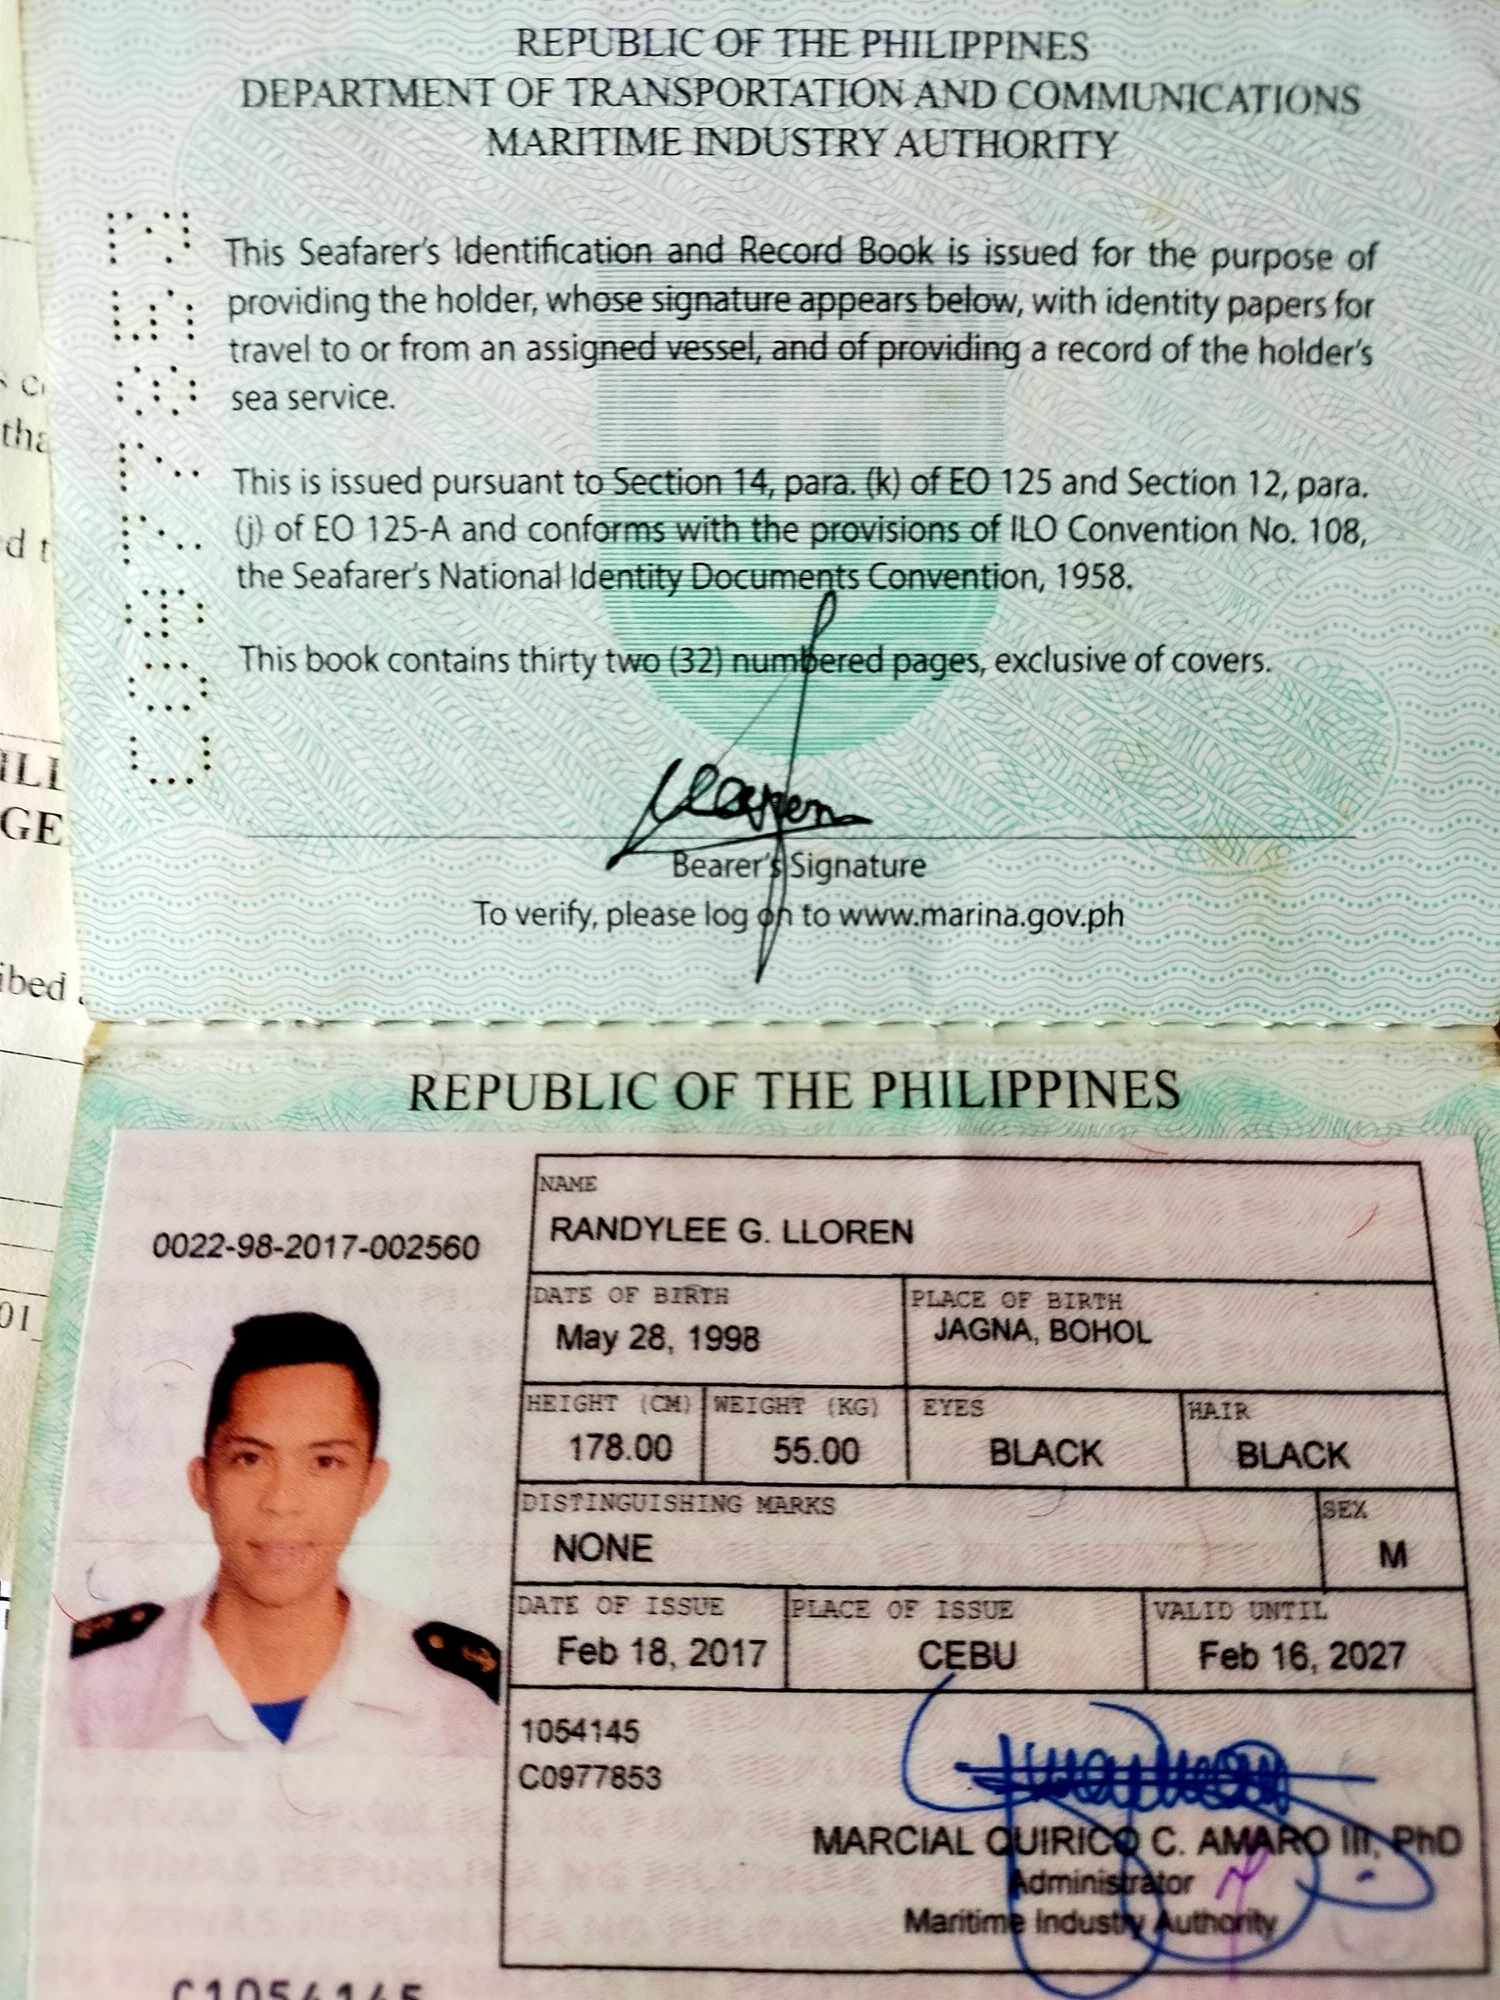 REPUBLIC OF THE PHILIPPINES
DEPARTMENT OF TRANSPORTATION AND COMMUNICATIONS
MARITIME INDUSTRY AUTHORITY
This Seafarer's Identification and Record Book is issued for the purpose of
providing the holder, whose signature appears below, with identity papers for
travel to or from an assigned vessel, and of providing a record of the holder's
sea service.
This is issued pursuant to Section 14, para. (k) of EO 125 and Section 12, para.
(j) of EO 125-A and conforms with the provisions of ILO Convention No. 108,
the Seafarer's National Identity Documents Convention, 1958.
This book contains thirty two (32) numbered pages, exclusive of covers.
Bearer's Signature
To verify, please log on to www.marina.gov.ph
REPUBLIC OF THE PHILIPPINES
0022-98-2017-002560
NAME
RANDYLEE G. LLOREN
DATE OF BIRTH PLACE OF BIRTH
May 28, 1998 JAGNA, BOHOL
HEIGHT (CM) WEIGHT (KG) EYES HAIR
178.00 55.00 BLACK BLACK
DISTINGUISHING MARKS SEX
NONE M
DATE OF ISSUE PLACE OF ISSUE VALID UNTIL
Feb 18, 2017 CEBU Feb 16, 2027
1054145
C0977853
MARCIAL QUIRICO C. AMARO III, PhD
Administrator
Maritime Industry Authority
C1054145